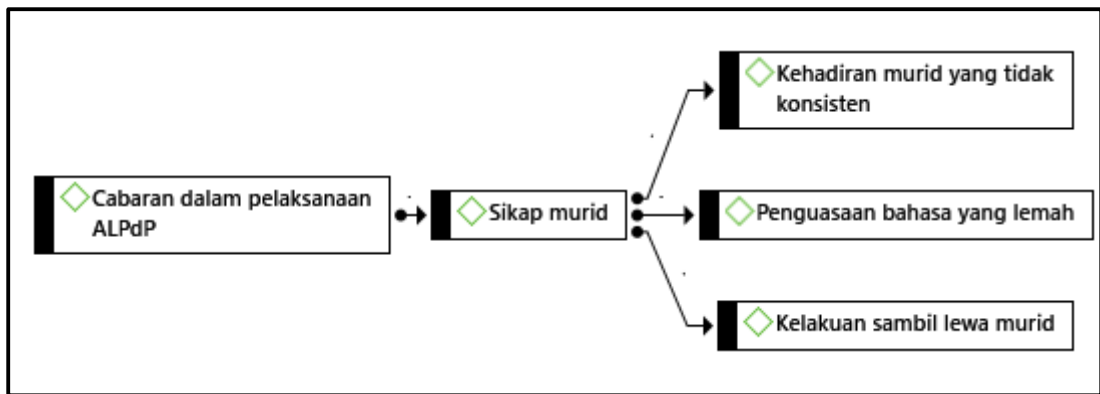 Cabaran dalam pelaksanaan
ALPdP
Sikap murid
Kehadiran murid yang tidak
konsisten
Penguasaan bahasa yang lemah
Kelakuan sambil lewa murid